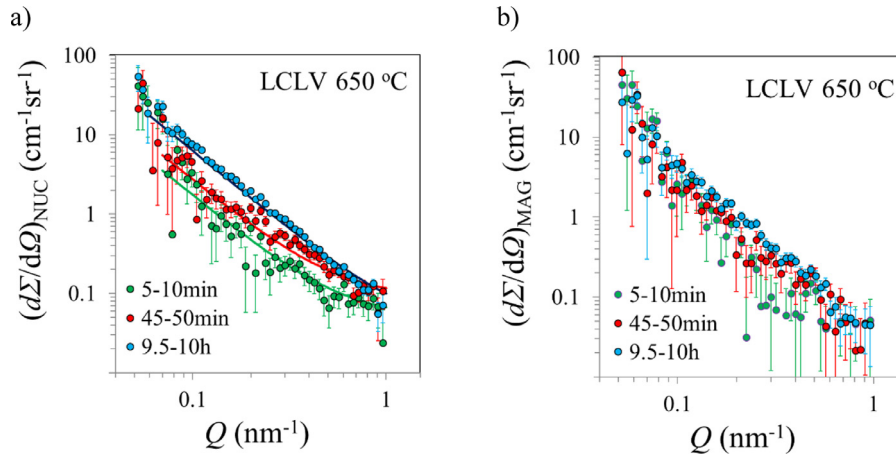 a)
(dΣ/dΩ)NUC (cm⁻¹sr⁻¹)
100
10
1
0.1
LCLV 650 °C
5-10min
45-50min
9.5-10h
0.1
1
Q (nm⁻¹)
b)
(dΣ/dΩ)MAG (cm⁻¹sr⁻¹)
100
10
1
0.1
LCLV 650 °C
5-10min
45-50min
9.5-10h
0.1
1
Q (nm⁻¹)